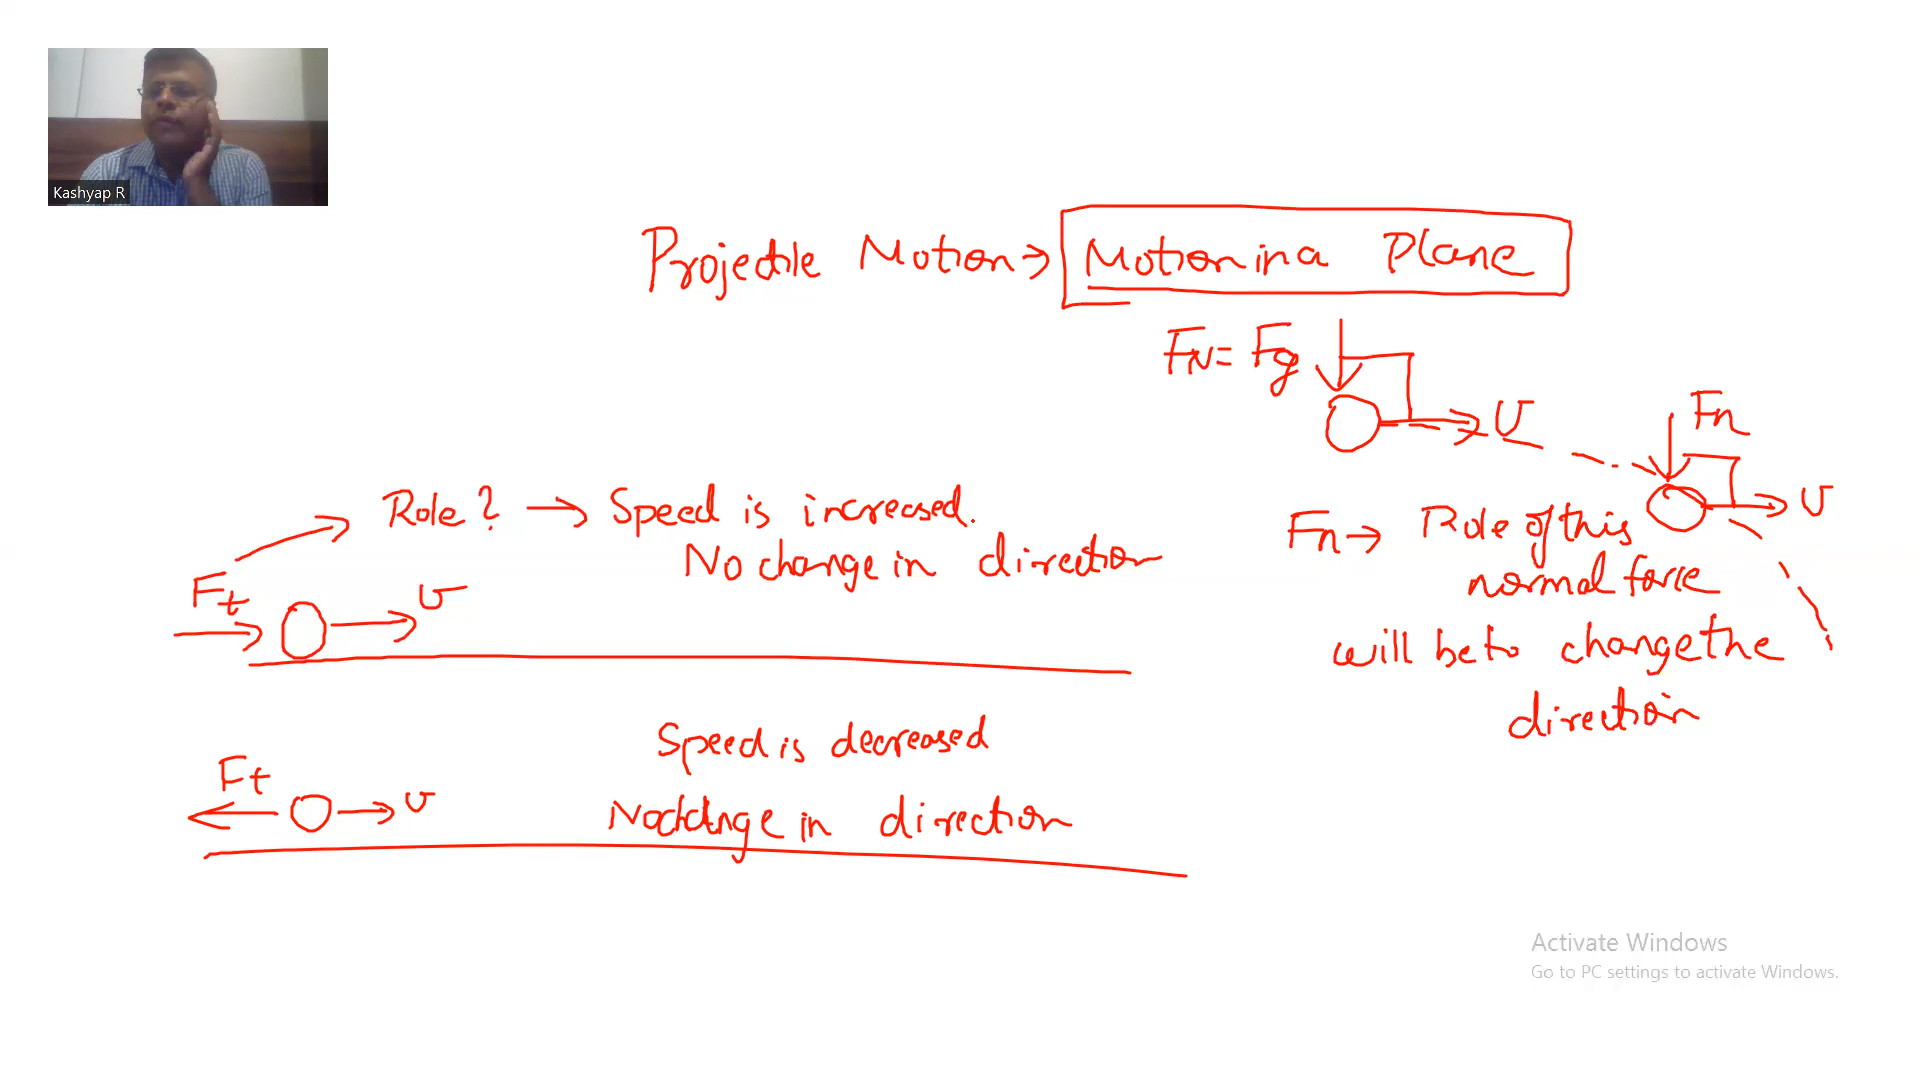 Kashyap R
Projectile Motion → Motion in a Plane
FN = Fg
υ
Fn
υ
Role? → Speed is increased.
No change in direction
Ft
υ
Fn → Role of this
normal force
will be to change the
direction
Speed is decreased
Ft
υ
No change in direction
Activate Windows
Go to PC settings to activate Windows.